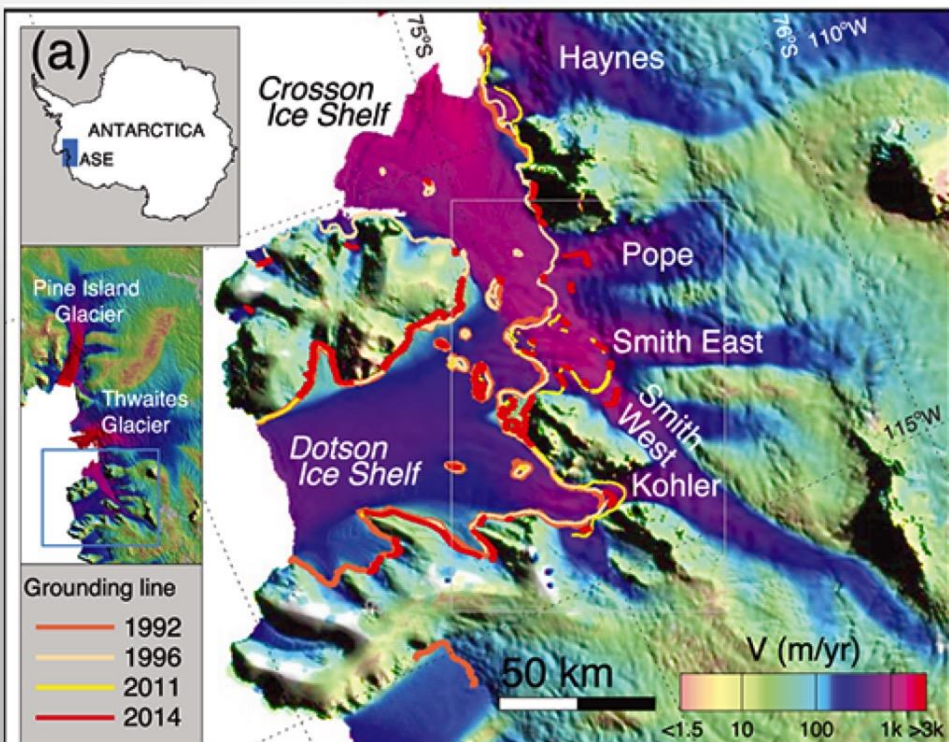 (a)
ANTARCTICA
ASE
Crosson
Ice Shelf
75°S
Haynes
76°S
110°W
Pope
Smith East
Smith
West
Kohler
115°W
Dotson
Ice Shelf
Pine Island
Glacier
Thwaites
Glacier
Grounding line
1992
1996
2011
2014
50 km
V (m/yr)
<1.5 10 100 1k >3k